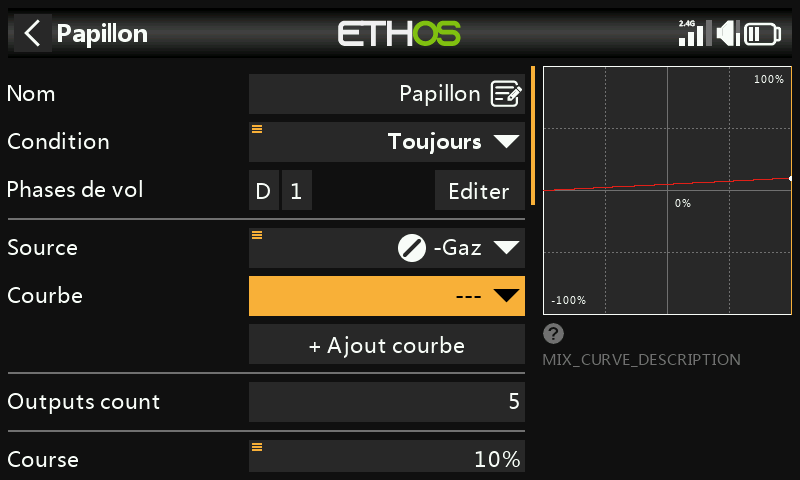 Papillon
ETHOS
2.4G
Nom
Papillon
Condition
Toujours
Phases de vol
D 1
Editer
Source
-Gaz
Courbe
---
+ Ajout courbe
Outputs count
5
Course
10%
100%
0%
-100%
?
MIX_CURVE_DESCRIPTION